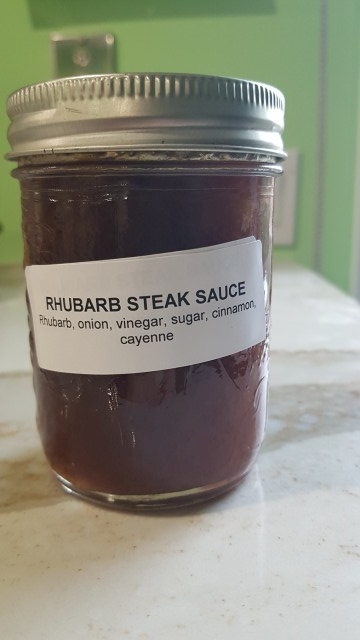 RHUBARB STEAK SAUCE
Rhubarb, onion, vinegar, sugar, cinnamon,
cayenne